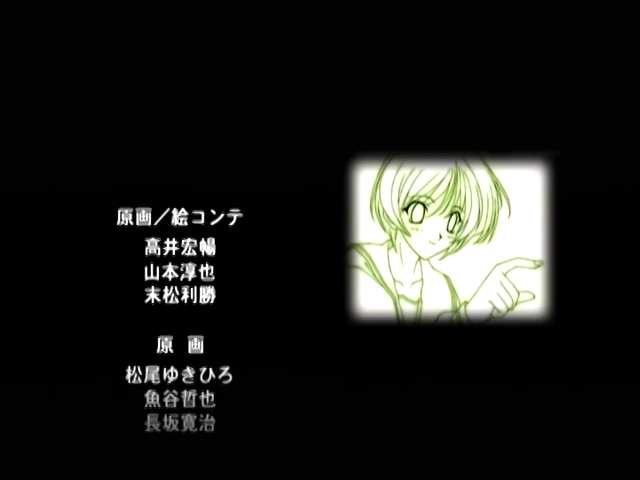 原画／絵コンテ
高井宏暢
山本淳也
末松利勝
原 画
松尾ゆきひろ
魚谷哲也
長坂寛治